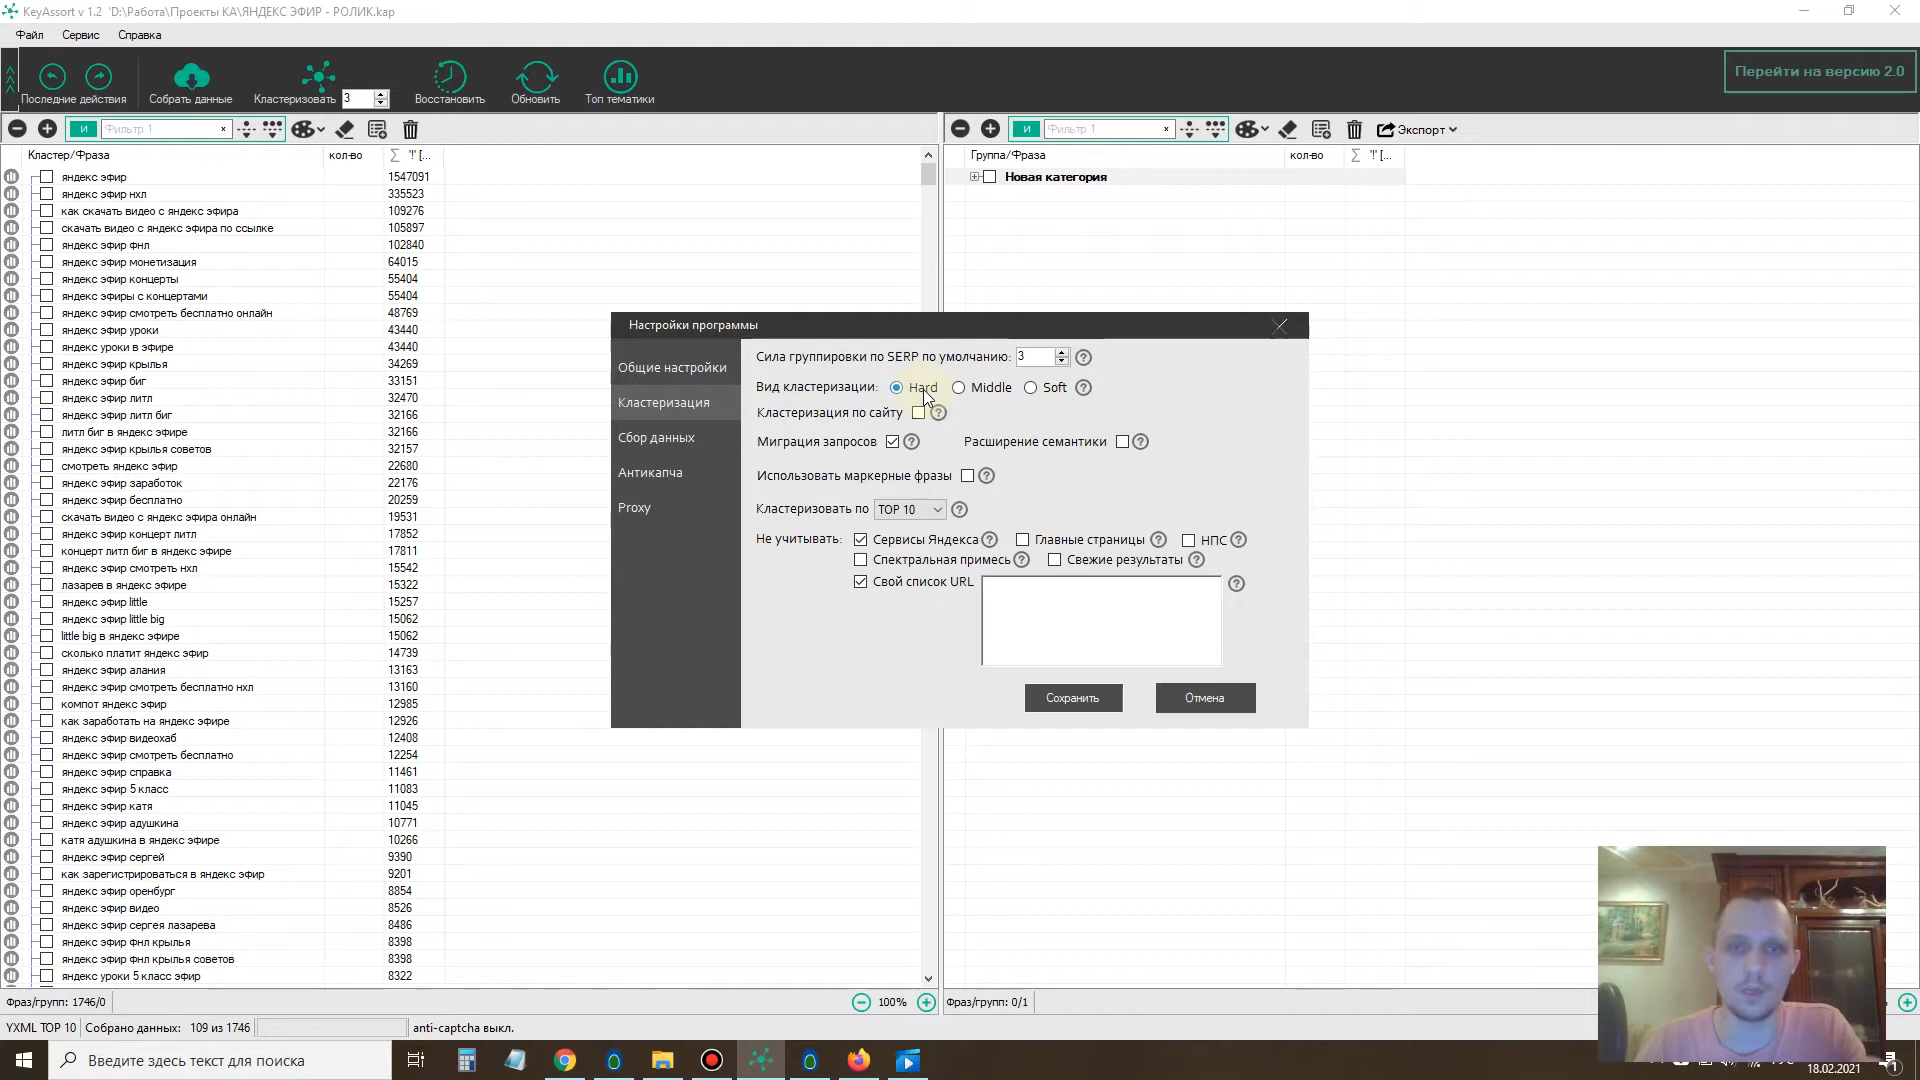 KeyAssort v 1.2 'D:\Работа\Проекты КА\ЯНДЕКС ЭФИР - РОЛИК.kap
Файл Сервис Справка
Последние действия Собрать данные Кластеризовать 3 Восстановить Обновить Топ тематики
Перейти на версию 2.0
и Фильтр 1 ×
и Фильтр 1 × Экспорт
Кластер/Фраза кол-во ∑ "!" [...
Группа/Фраза кол-во ∑ "!" [...
Новая категория
яндекс эфир 1547091
яндекс эфир нхл 335523
как скачать видео с яндекс эфира 109276
скачать видео с яндекс эфира по ссылке 105897
яндекс эфир фнл 102840
яндекс эфир монетизация 64015
яндекс эфир концерты 55404
яндекс эфиры с концертами 55404
яндекс эфир смотреть бесплатно онлайн 48769
яндекс эфир уроки 43440
яндекс уроки в эфире 43440
яндекс эфир крылья 34269
яндекс эфир биг 33151
яндекс эфир литл 32470
яндекс эфир литл биг 32166
литл биг в яндекс эфире 32166
яндекс эфир крылья советов 32157
смотреть яндекс эфир 22680
яндекс эфир заработок 22176
яндекс эфир бесплатно 20259
скачать видео с яндекс эфира онлайн 19531
яндекс эфир концерт литл 17852
концерт литл биг в яндекс эфире 17811
яндекс эфир смотреть нхл 15542
лазарев в яндекс эфире 15322
яндекс эфир little 15257
яндекс эфир little big 15062
little big в яндекс эфире 15062
сколько платит яндекс эфир 14739
яндекс эфир алания 13163
яндекс эфир смотреть бесплатно нхл 13160
компот яндекс эфир 12985
как заработать на яндекс эфире 12926
яндекс эфир видеохаб 12408
яндекс эфир смотреть бесплатно 12254
яндекс эфир справка 11461
яндекс эфир 5 класс 11083
яндекс эфир катя 11045
яндекс эфир адушкина 10771
катя адушкина в яндекс эфире 10266
яндекс эфир сергей 9390
как зарегистрироваться в яндекс эфир 9201
яндекс эфир оренбург 8854
яндекс эфир видео 8526
яндекс эфир сергея лазарева 8486
яндекс эфир фнл крылья 8398
яндекс эфир фнл крылья советов 8398
яндекс уроки 5 класс эфир 8322
Настройки программы
Общие настройки
Кластеризация
Сбор данных
Антикапча
Proxy
Сила группировки по SERP по умолчанию: 3 ?
Вид кластеризации: Hard Middle Soft ?
Кластеризация по сайту ?
Миграция запросов ? Расширение семантики ?
Использовать маркерные фразы ?
Кластеризовать по TOP 10 ?
Не учитывать: Сервисы Яндекса ? Главные страницы ? НПС ?
Спектральная примесь ? Свежие результаты ?
Свой список URL ?
Сохранить Отмена
Фраз/групп: 1746/0 100% Фраз/групп: 0/1
YXML TOP 10 Собрано данных: 109 из 1746 anti-captcha выкл.
Введите здесь текст для поиска
18.02.2021 1